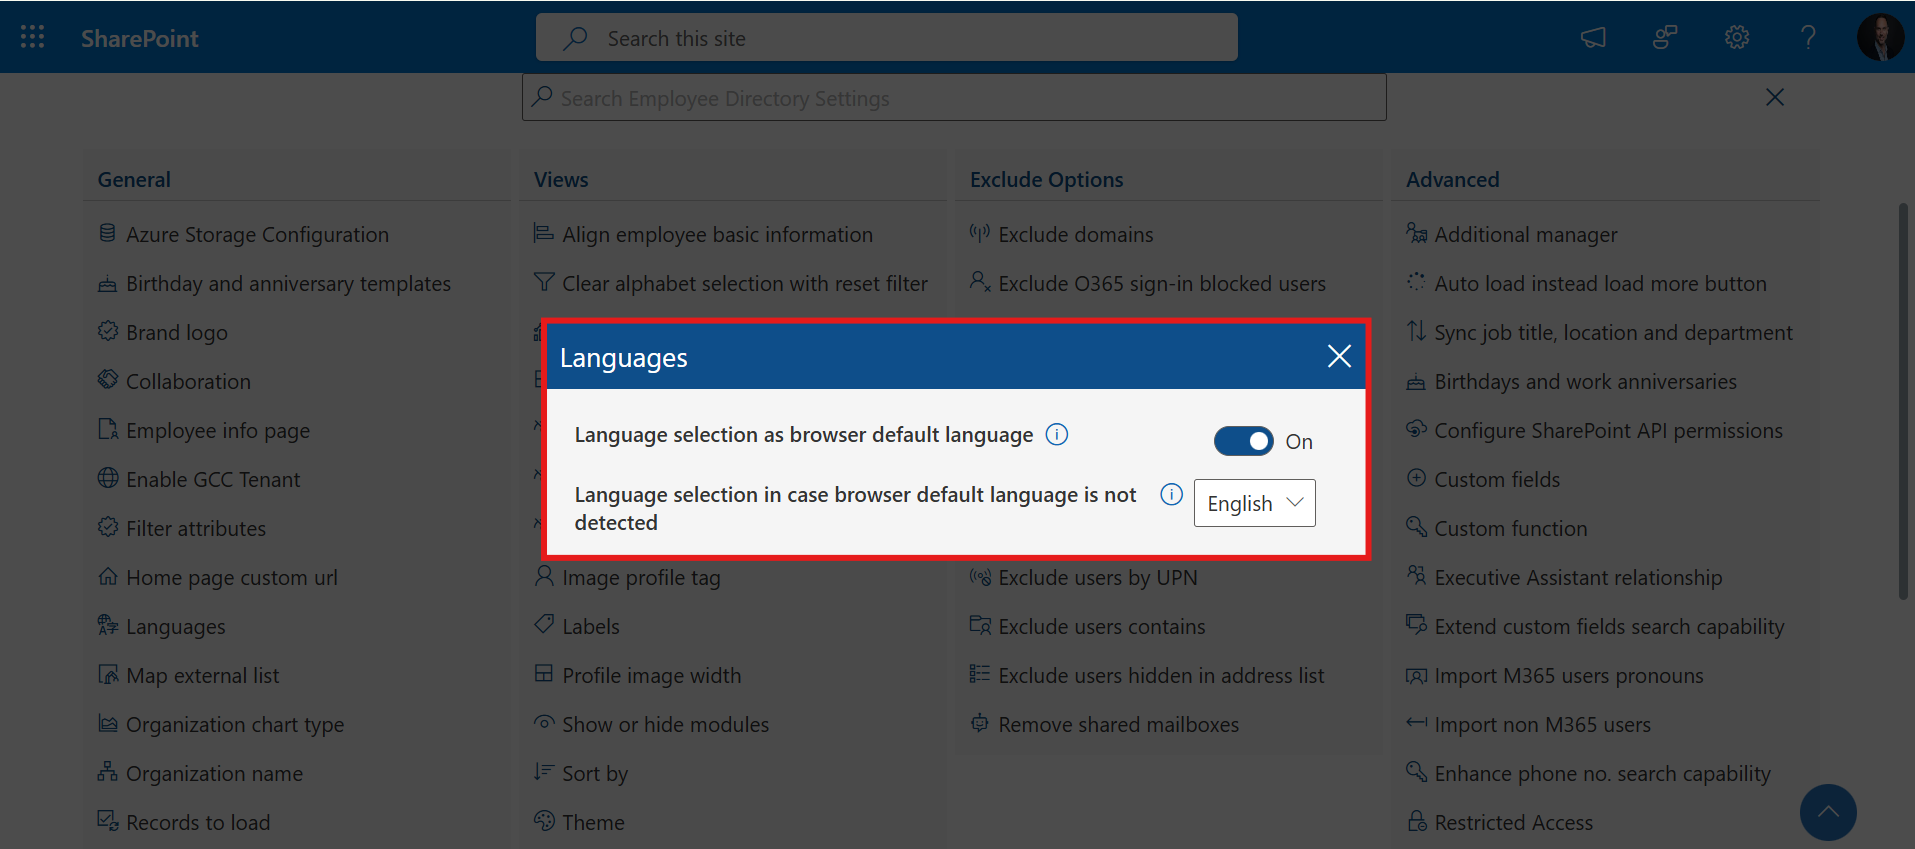 SharePoint
Search this site
Search Employee Directory Settings
General
Azure Storage Configuration
Birthday and anniversary templates
Brand logo
Collaboration
Employee info page
Enable GCC Tenant
Filter attributes
Home page custom url
Languages
Map external list
Organization chart type
Organization name
Records to load
Views
Align employee basic information
Clear alphabet selection with reset filter
Image profile tag
Labels
Profile image width
Show or hide modules
Sort by
Theme
Exclude Options
Exclude domains
Exclude O365 sign-in blocked users
Exclude users by UPN
Exclude users contains
Exclude users hidden in address list
Remove shared mailboxes
Advanced
Additional manager
Auto load instead load more button
Sync job title, location and department
Birthdays and work anniversaries
Configure SharePoint API permissions
Custom fields
Custom function
Executive Assistant relationship
Extend custom fields search capability
Import M365 users pronouns
Import non M365 users
Enhance phone no. search capability
Restricted Access
Languages
Language selection as browser default language
On
Language selection in case browser default language is not
detected
English